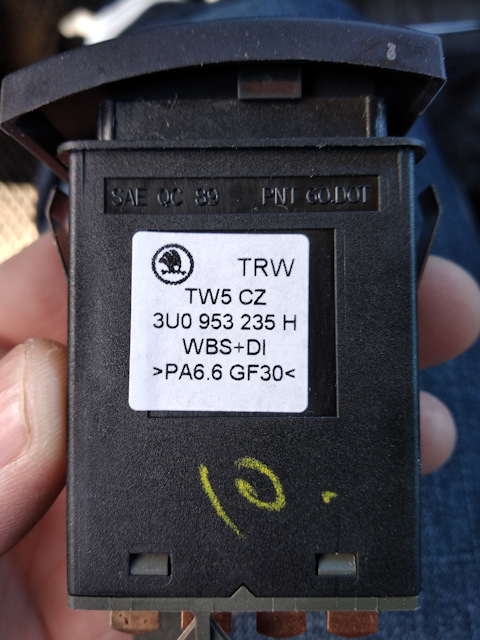 SAE QC 89 PNT 60.DOT
TRW
TW5 CZ
3U0 953 235 H
WBS+DI
>PA6.6 GF30<
10.